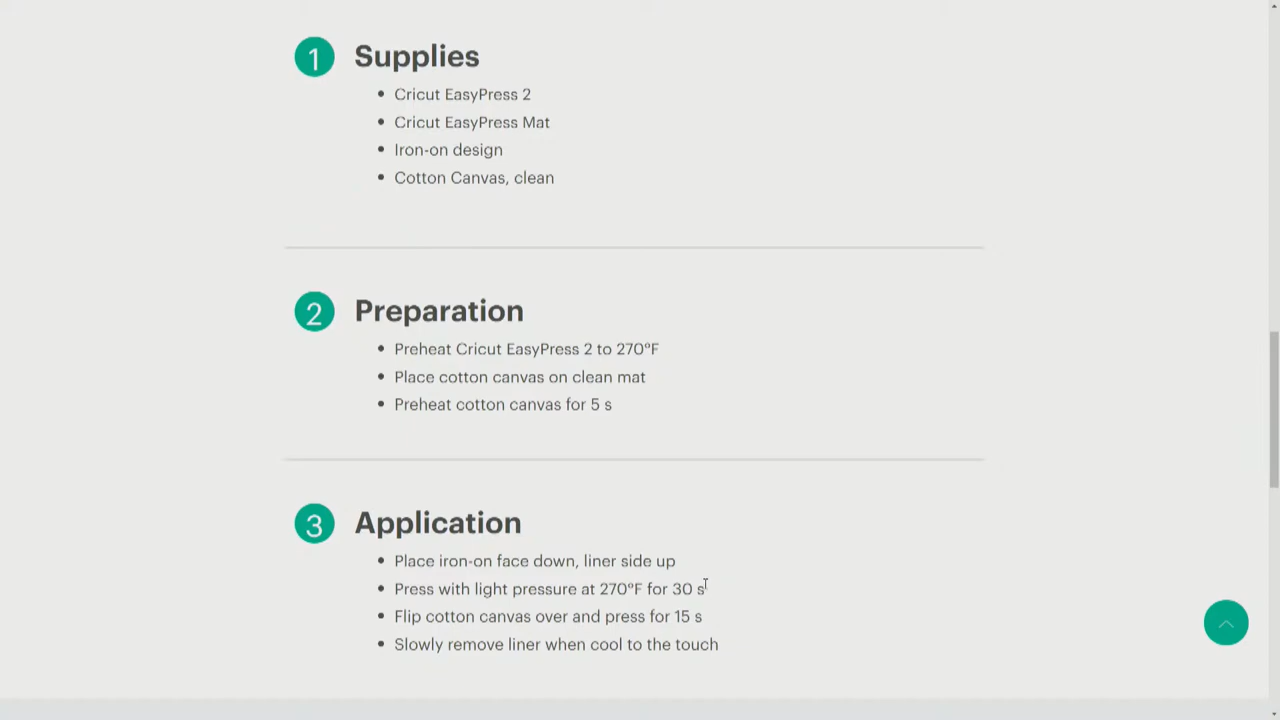 1 Supplies
• Cricut EasyPress 2
• Cricut EasyPress Mat
• Iron-on design
• Cotton Canvas, clean
2 Preparation
• Preheat Cricut EasyPress 2 to 270°F
• Place cotton canvas on clean mat
• Preheat cotton canvas for 5 s
3 Application
• Place iron-on face down, liner side up
• Press with light pressure at 270°F for 30 s
• Flip cotton canvas over and press for 15 s
• Slowly remove liner when cool to the touch